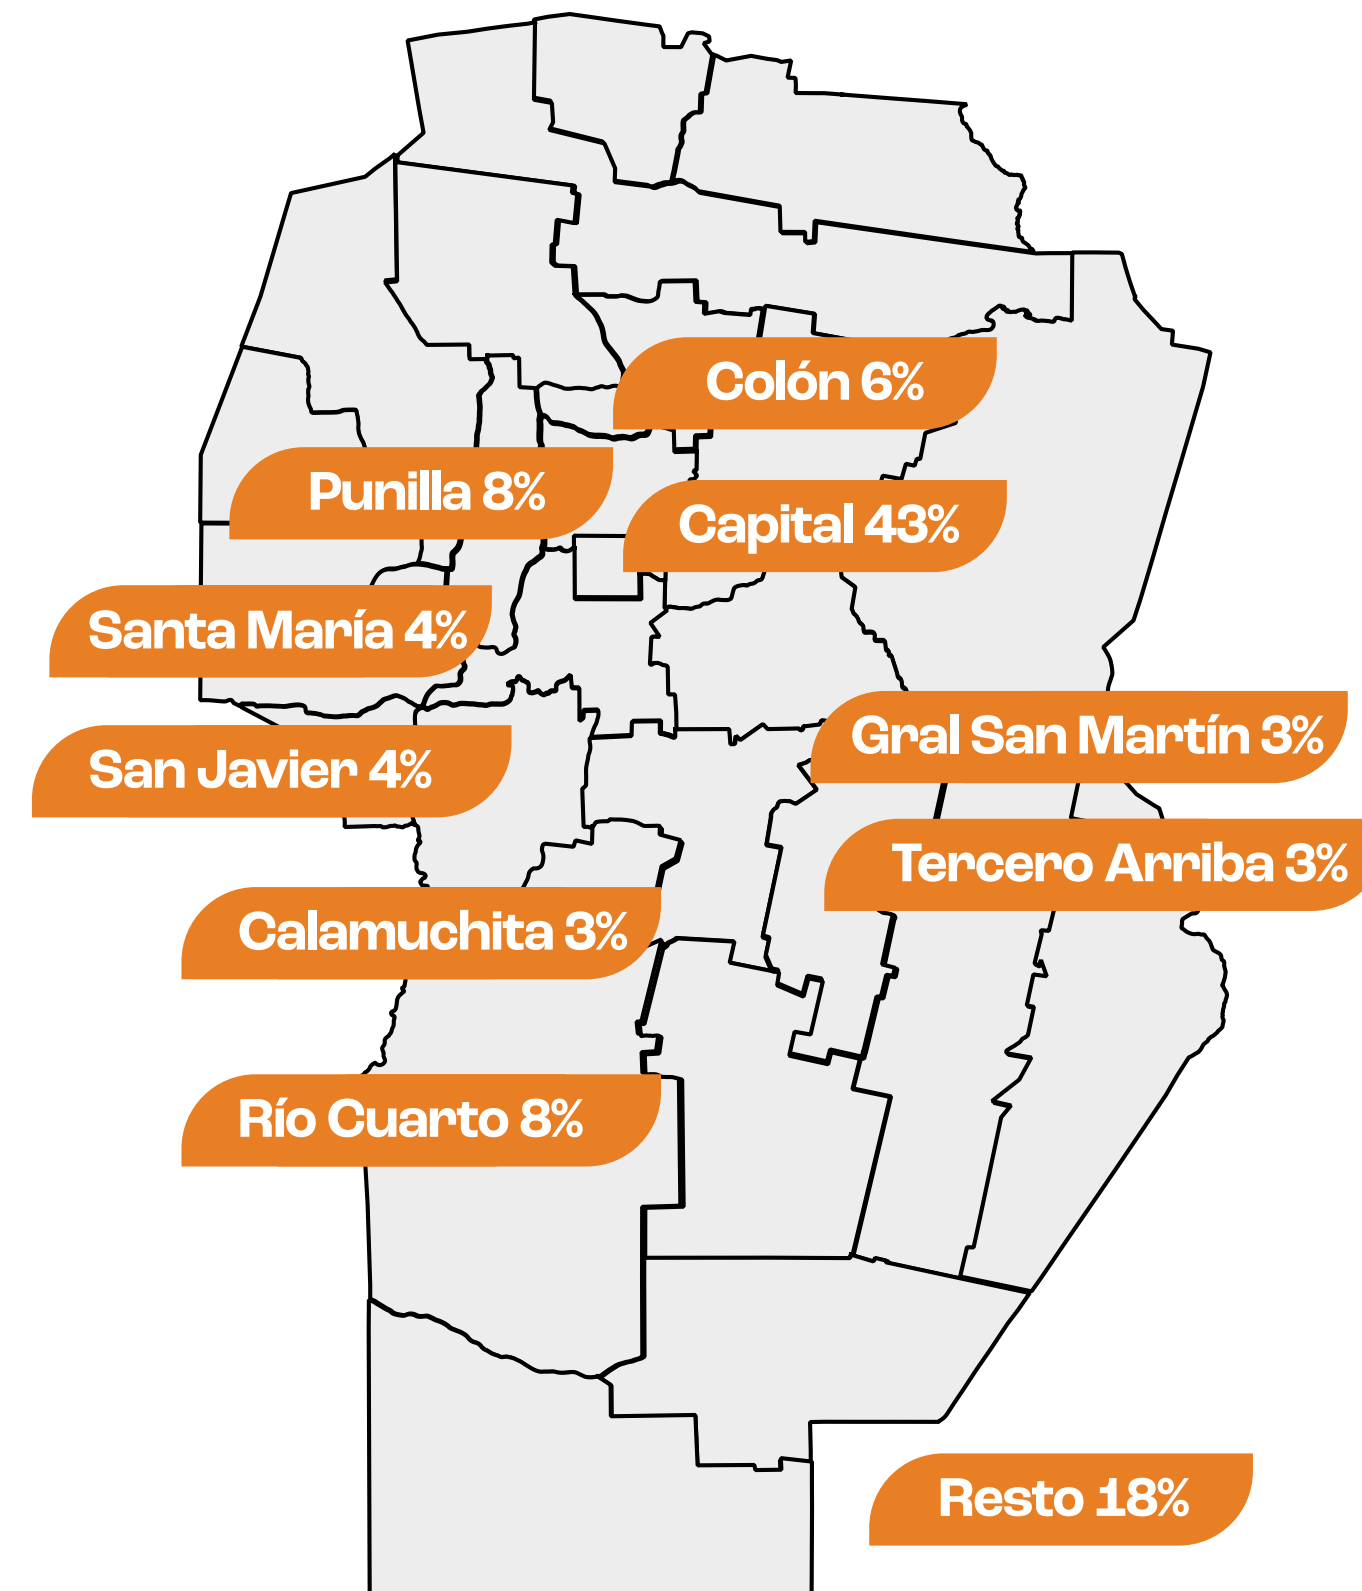 Colón 6%
Punilla 8%
Capital 43%
Santa María 4%
Gral San Martín 3%
San Javier 4%
Tercero Arriba 3%
Calamuchita 3%
Río Cuarto 8%
Resto 18%